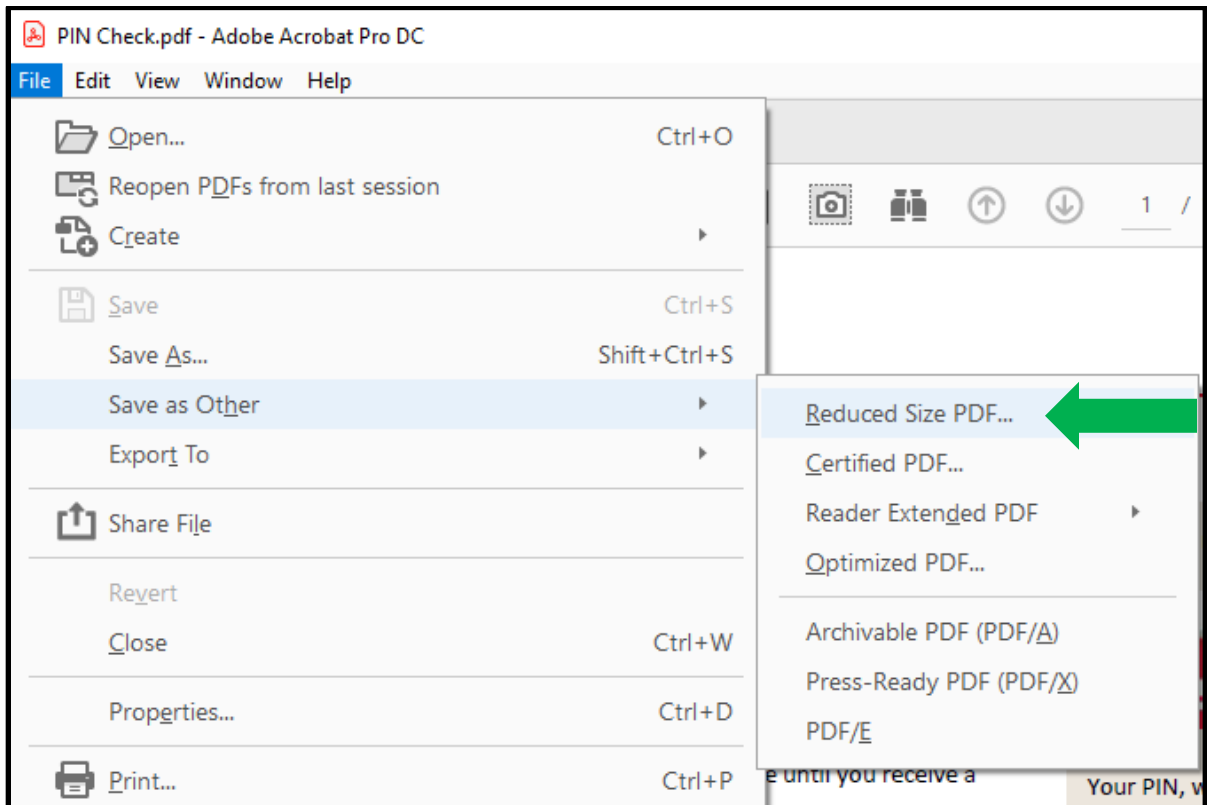 PIN Check.pdf - Adobe Acrobat Pro DC
File Edit View Window Help
Open... Ctrl+O
Reopen PDFs from last session
Create
1 /
Save Ctrl+S
Save As... Shift+Ctrl+S
Save as Other
Export To
Share File
Revert
Close Ctrl+W
Properties... Ctrl+D
Print... Ctrl+P
Reduced Size PDF...
Certified PDF...
Reader Extended PDF
Optimized PDF...
Archivable PDF (PDF/A)
Press-Ready PDF (PDF/X)
PDF/E
e until you receive a
Your PIN, w